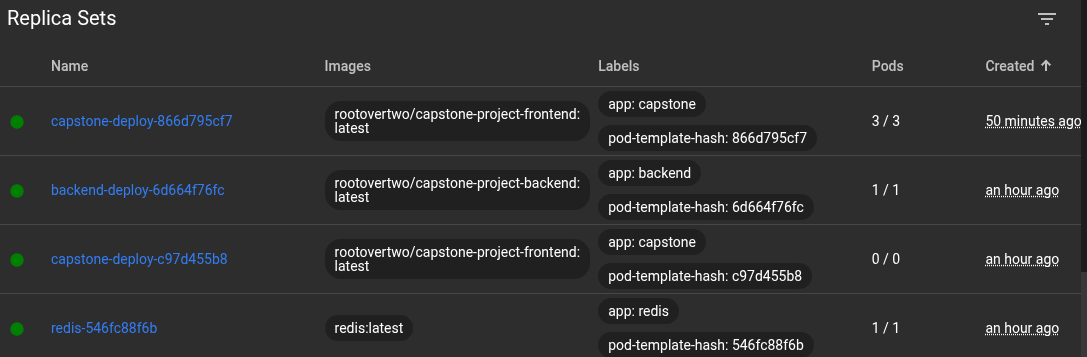 Replica Sets
Name Images Labels Pods Created
capstone-deploy-866d795cf7 rootovertwo/capstone-project-frontend:latest app: capstone pod-template-hash: 866d795cf7 3 / 3 50 minutes ago
backend-deploy-6d664f76fc rootovertwo/capstone-project-backend:latest app: backend pod-template-hash: 6d664f76fc 1 / 1 an hour ago
capstone-deploy-c97d455b8 rootovertwo/capstone-project-frontend:latest app: capstone pod-template-hash: c97d455b8 0 / 0 an hour ago
redis-546fc88f6b redis:latest app: redis pod-template-hash: 546fc88f6b 1 / 1 an hour ago